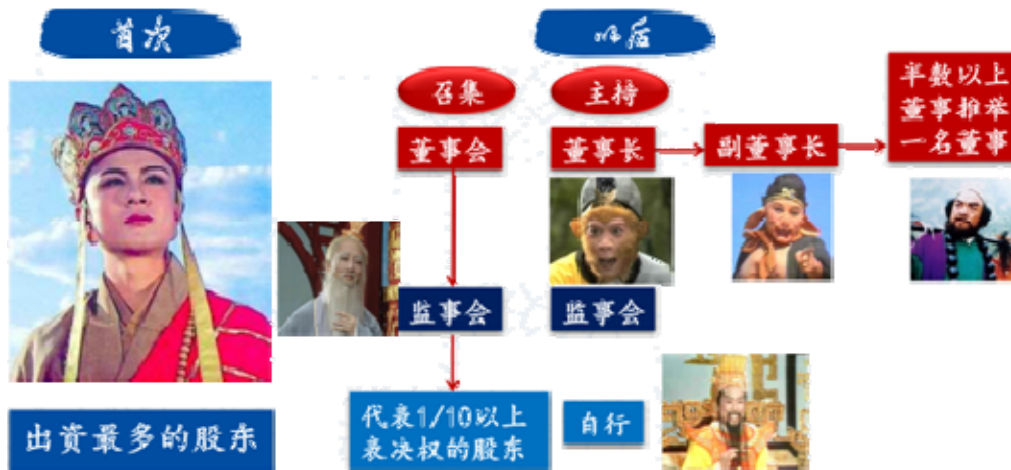 首次
以后
召集
主持
半数以上
董事推举
一名董事
董事会
董事长
副董事长
监事会
监事会
出资最多的股东
代表1/10以上
表决权的股东
自行